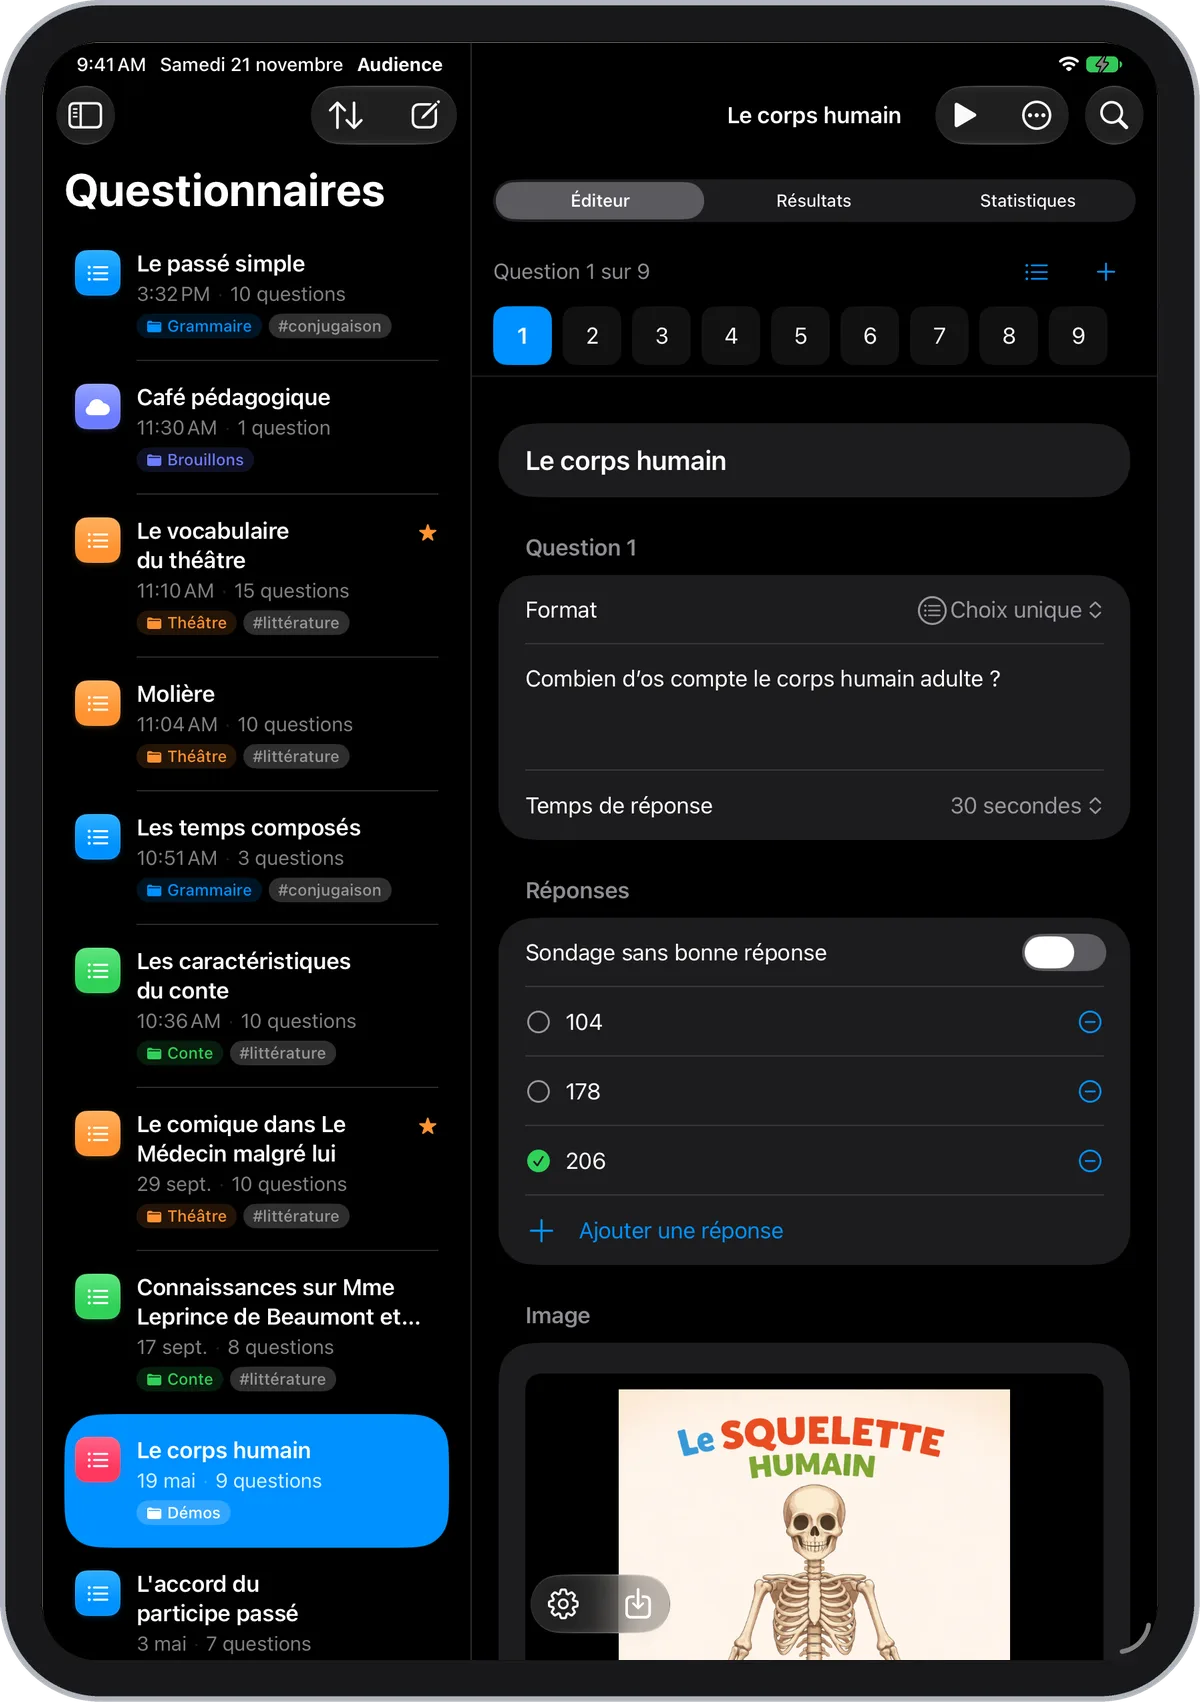 9:41 AM Samedi 21 novembre Audience
Questionnaires
Le passé simple
3:32 PM · 10 questions
Grammaire #conjugaison
Café pédagogique
11:30 AM · 1 question
Brouillons
Le vocabulaire
du théâtre
11:10 AM · 15 questions
Théâtre #littérature
Molière
11:04 AM · 10 questions
Théâtre #littérature
Les temps composés
10:51 AM · 3 questions
Grammaire #conjugaison
Les caractéristiques
du conte
10:36 AM · 10 questions
Conte #littérature
Le comique dans Le
Médecin malgré lui
29 sept. · 10 questions
Théâtre #littérature
Connaissances sur Mme
Leprince de Beaumont et...
17 sept. · 8 questions
Conte #littérature
Le corps humain
19 mai · 9 questions
Démos
L'accord du
participe passé
3 mai · 7 questions
Le corps humain
Éditeur Résultats Statistiques
Question 1 sur 9
1 2 3 4 5 6 7 8 9
Le corps humain
Question 1
Format Choix unique
Combien d'os compte le corps humain adulte ?
Temps de réponse 30 secondes
Réponses
Sondage sans bonne réponse
104
178
206
Ajouter une réponse
Image
Le SQUELETTE
HUMAIN